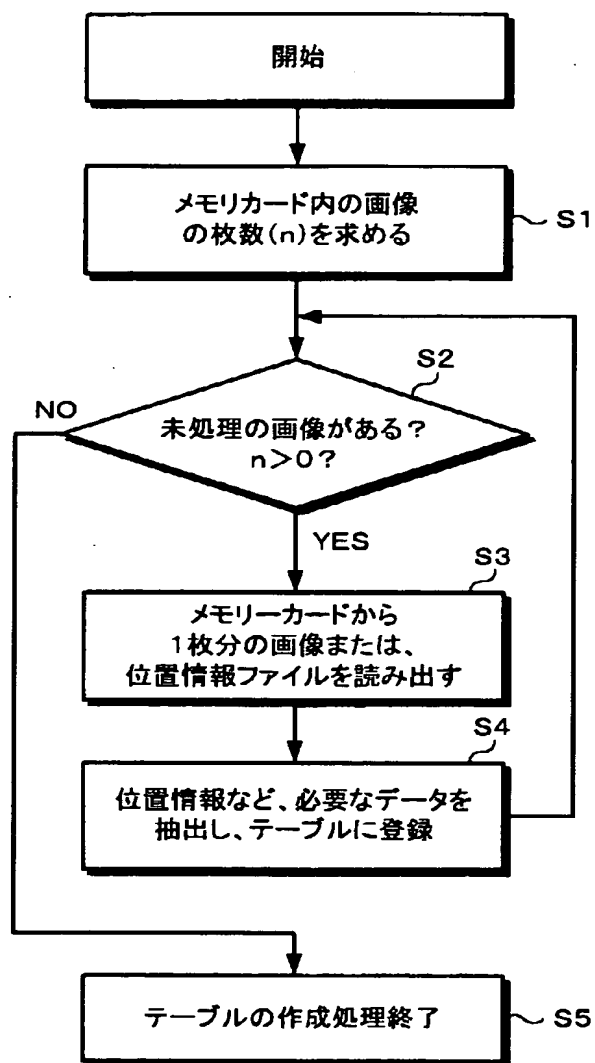 開始
メモリカード内の画像
の枚数(n)を求める
S1
S2
NO
未処理の画像がある?
n>0?
YES
S3
メモリーカードから
1枚分の画像または、
位置情報ファイルを読み出す
S4
位置情報など、必要なデータを
抽出し、テーブルに登録
テーブルの作成処理終了
S5